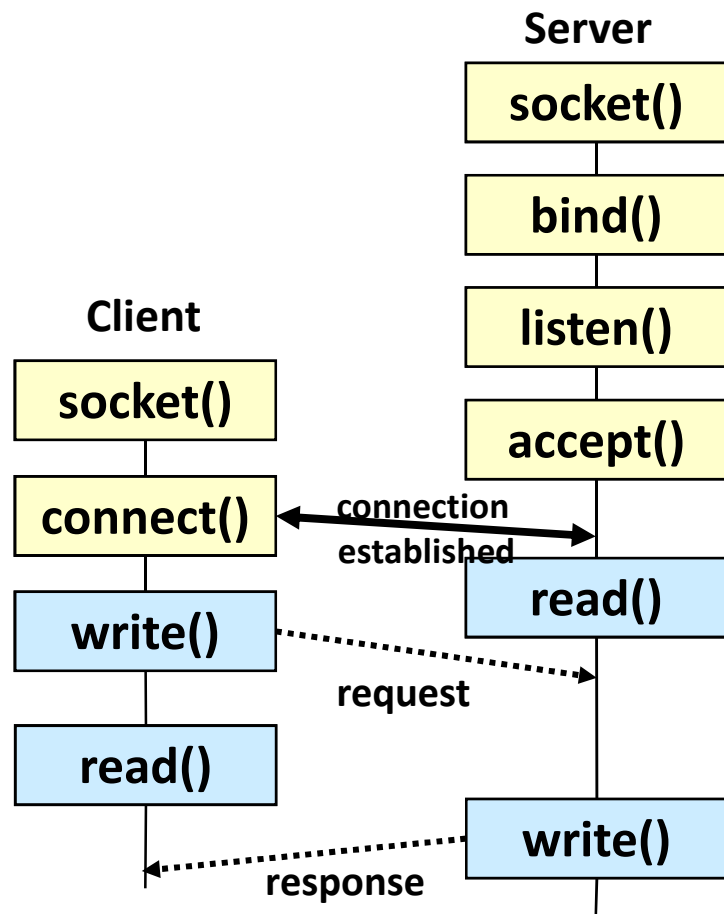 Server
socket()
bind()
listen()
accept()
Client
socket()
connect()
connection
established
read()
write()
request
read()
write()
response